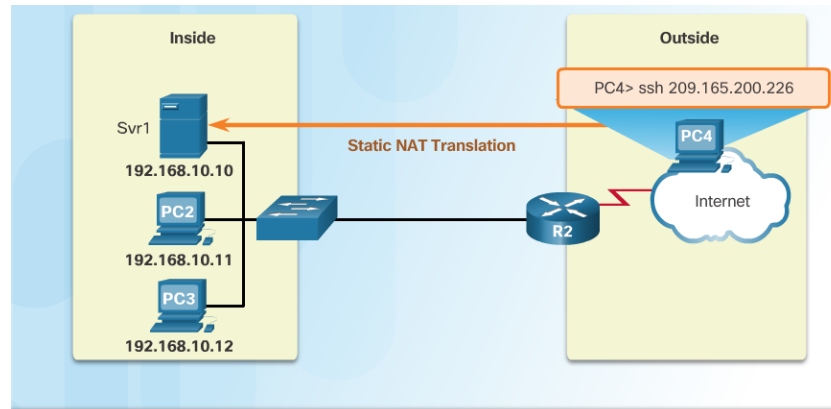 Inside
Outside
PC4> ssh 209.165.200.226
Svr1
PC4
Static NAT Translation
192.168.10.10
PC2
Internet
R2
192.168.10.11
PC3
192.168.10.12